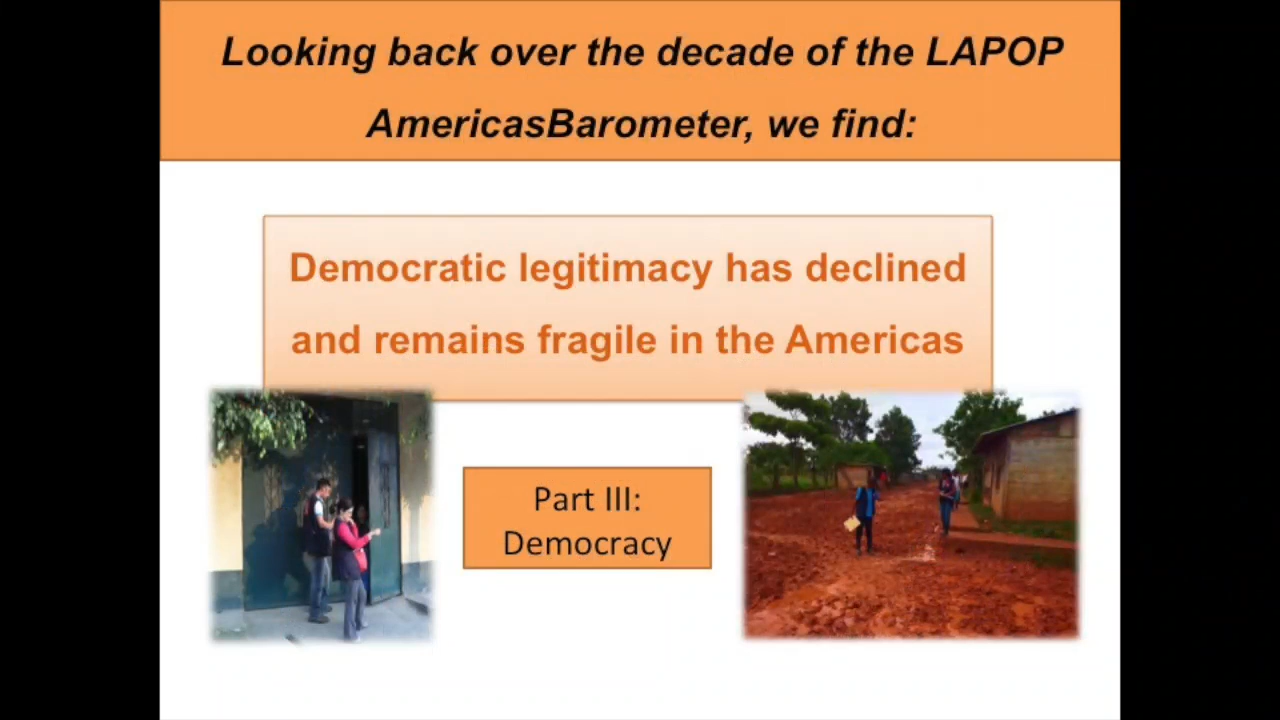 Looking back over the decade of the LAPOP
AmericasBarometer, we find:
Democratic legitimacy has declined
and remains fragile in the Americas
Part III:
Democracy